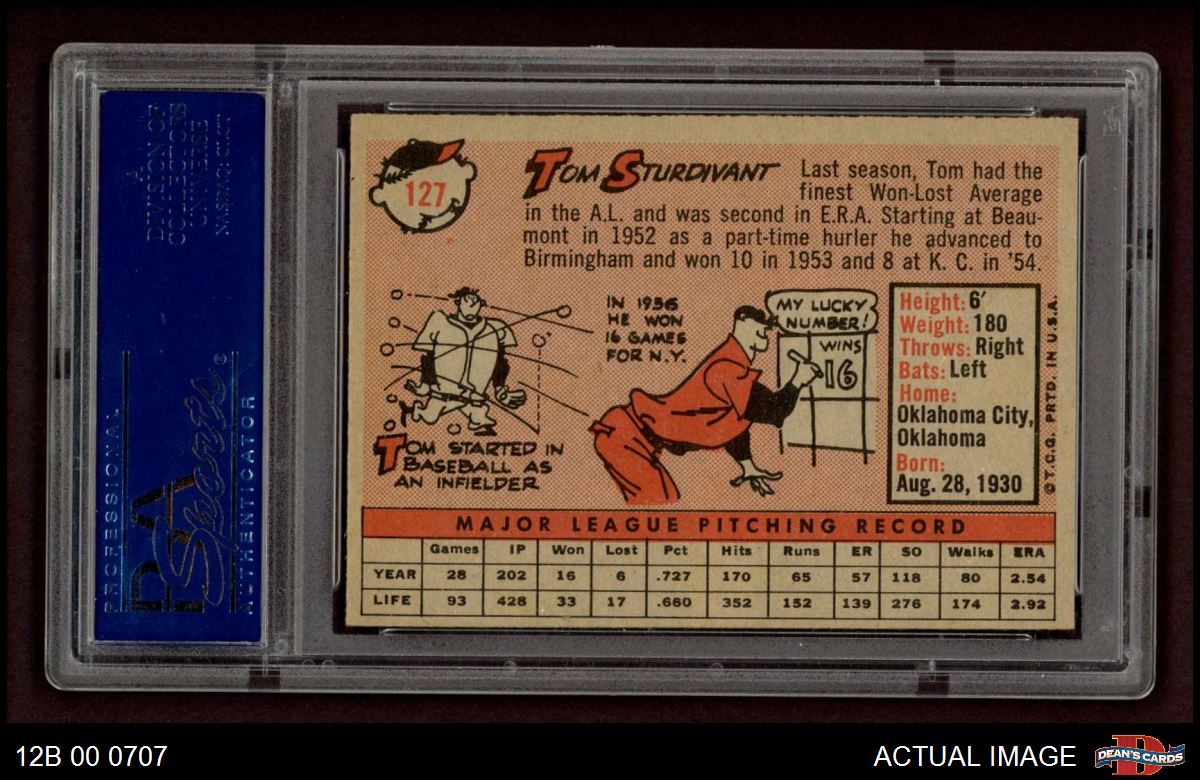 A
DIVISION OF
COLLECTORS
UNIVERSE
NASDAQ: CLCT
PROFESSIONAL
PSA
Sports®
AUTHENTICATOR
127
TOM STURDIVANT
Last season, Tom had the
finest Won-Lost Average
in the A.L. and was second in E.R.A. Starting at Beau-
mont in 1952 as a part-time hurler he advanced to
Birmingham and won 10 in 1953 and 8 at K. C. in '54.
TOM STARTED IN
BASEBALL AS
AN INFIELDER
IN 1956
HE WON
16 GAMES
FOR N.Y.
MY LUCKY
NUMBER!
WINS
16
Height: 6'
Weight: 180
Throws: Right
Bats: Left
Home:
Oklahoma City,
Oklahoma
Born:
Aug. 28, 1930
© T.C.G. PRTD. IN U.S.A.
MAJOR LEAGUE PITCHING RECORD
Games IP Won Lost Pct Hits Runs ER SO Walks ERA
YEAR 28 202 16 6 .727 170 65 57 118 80 2.54
LIFE 93 428 33 17 .660 352 152 139 276 174 2.92
12B 00 0707
ACTUAL IMAGE
D
DEAN'S CARDS